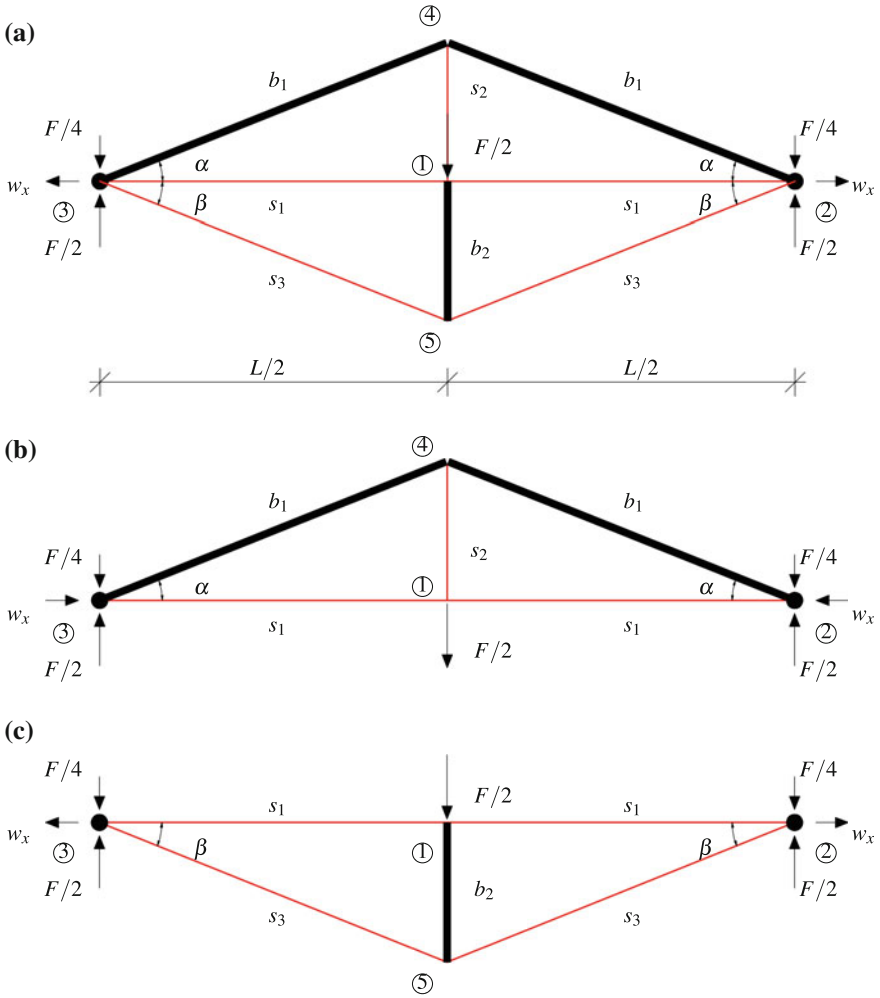 (a)
④
b₁ b₁
s₂
F/4 F/2 F/4
α ① α
wₓ wₓ
③ β s₁ s₁ β ②
F/2 b₂ F/2
s₃ s₃
⑤
L/2 L/2
(b)
④
b₁ b₁
F/4 s₂ F/4
α ① α
wₓ wₓ
③ s₁ s₁ ②
F/2 F/2 F/2
(c)
F/4 F/2 F/4
s₁ s₁
wₓ wₓ
③ β ① β ②
F/2 b₂ F/2
s₃ s₃
⑤